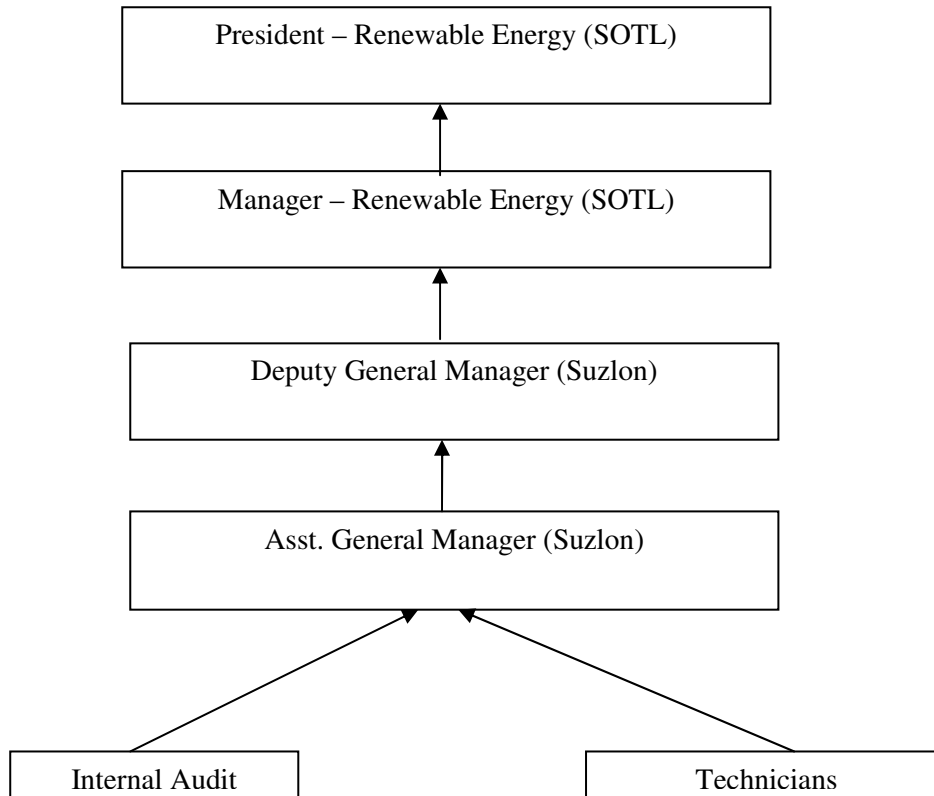 President – Renewable Energy (SOTL)
Manager – Renewable Energy (SOTL)
Deputy General Manager (Suzlon)
Asst. General Manager (Suzlon)
Internal Audit
Technicians